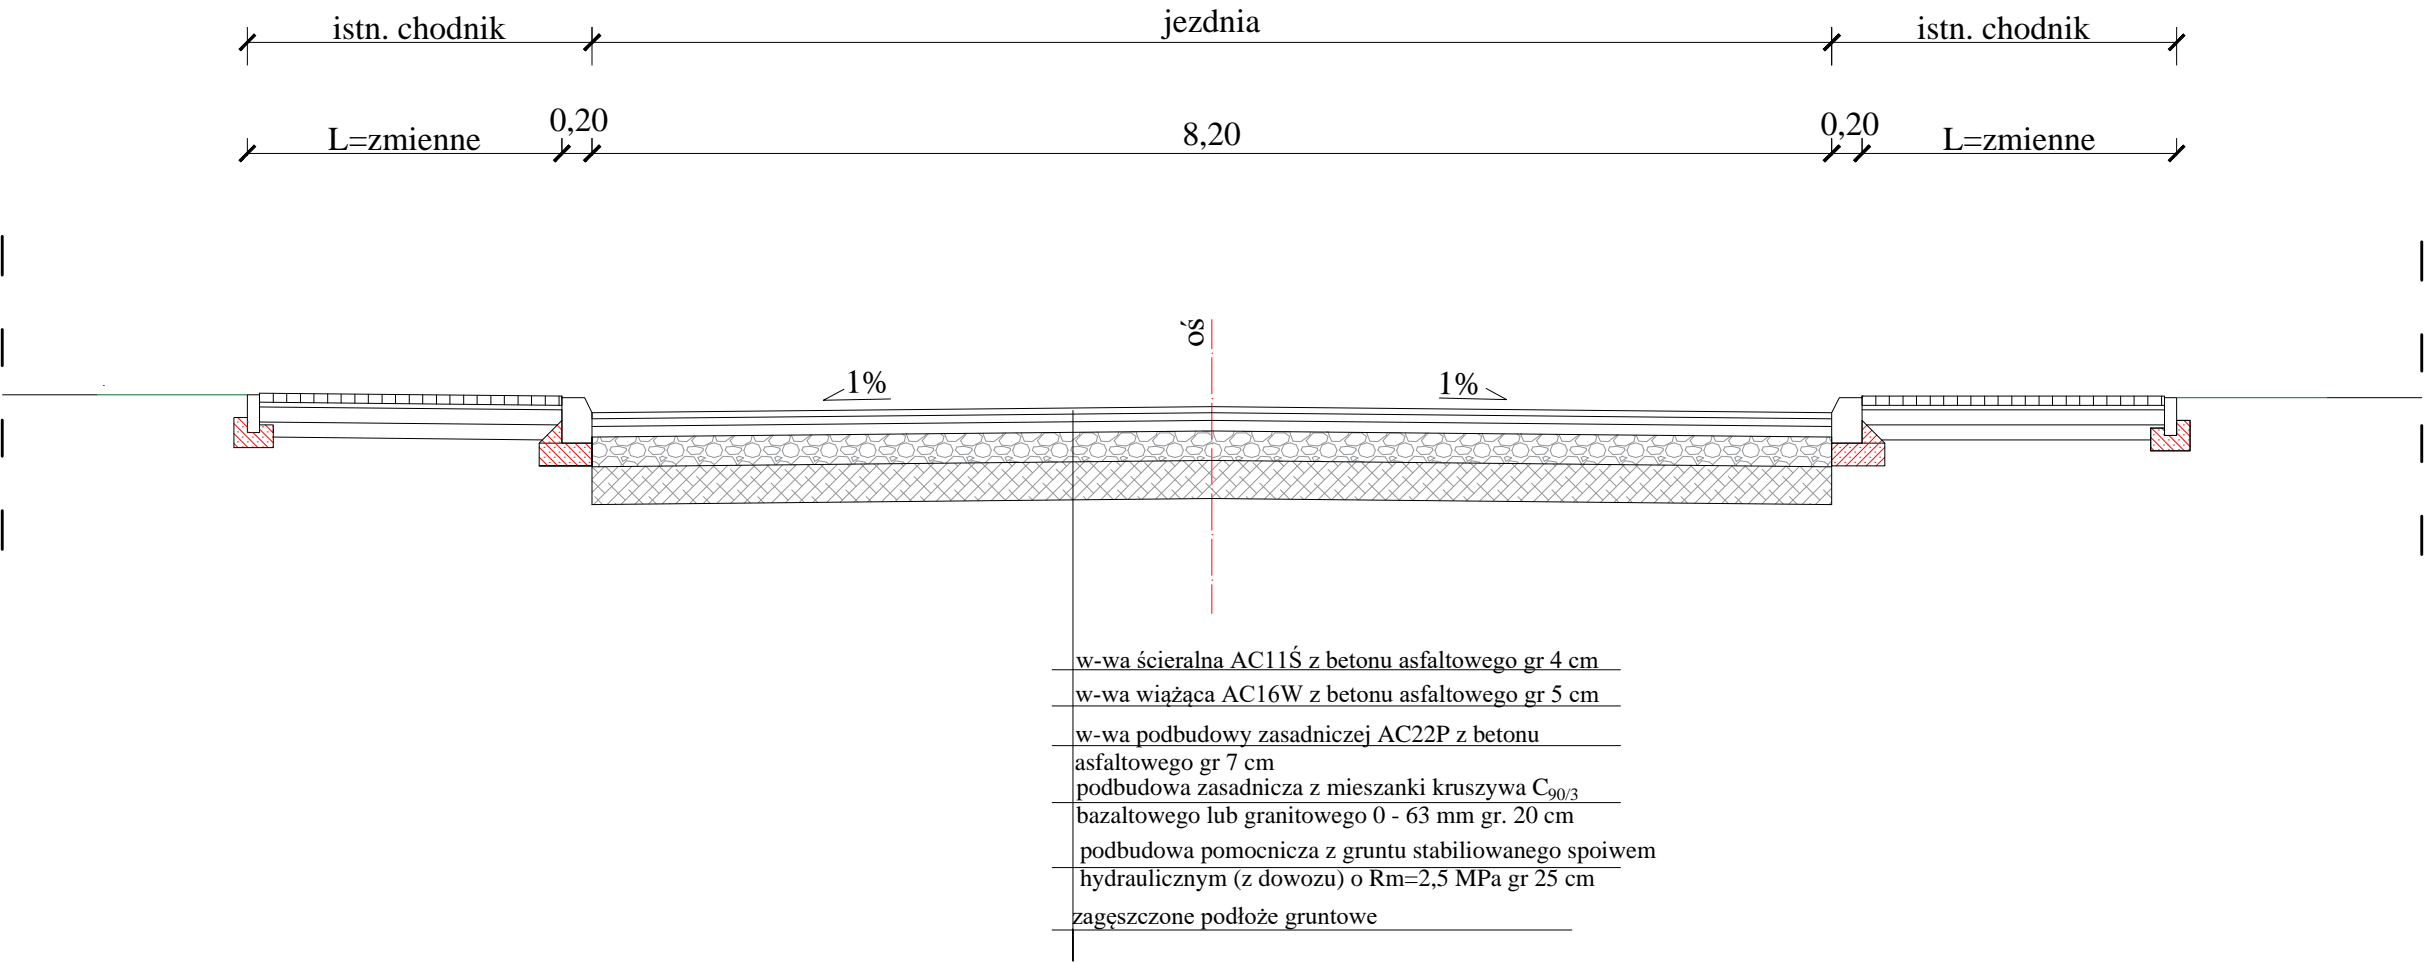 istn. chodnik
jezdnia
istn. chodnik
L=zmienne
0,20
8,20
0,20
L=zmienne
oś
1%
1%
w-wa ścieralna AC11Ś z betonu asfaltowego gr 4 cm
w-wa wiążąca AC16W z betonu asfaltowego gr 5 cm
w-wa podbudowy zasadniczej AC22P z betonu
asfaltowego gr 7 cm
podbudowa zasadnicza z mieszanki kruszywa C90/3
bazaltowego lub granitowego 0 - 63 mm gr. 20 cm
podbudowa pomocnicza z gruntu stabiliowanego spoiwem
hydraulicznym (z dowozu) o Rm=2,5 MPa gr 25 cm
zagęszczone podłoże gruntowe